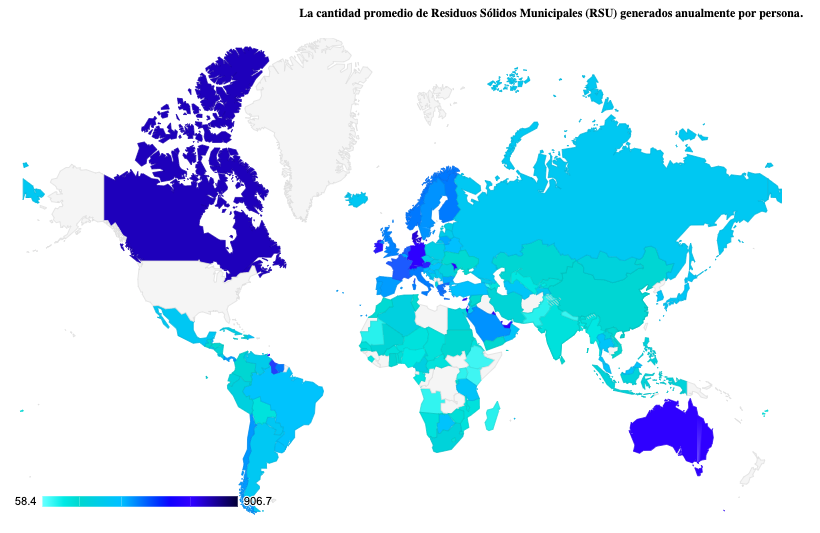 La cantidad promedio de Residuos Sólidos Municipales (RSU) generados anualmente por persona.
58.4
906.7